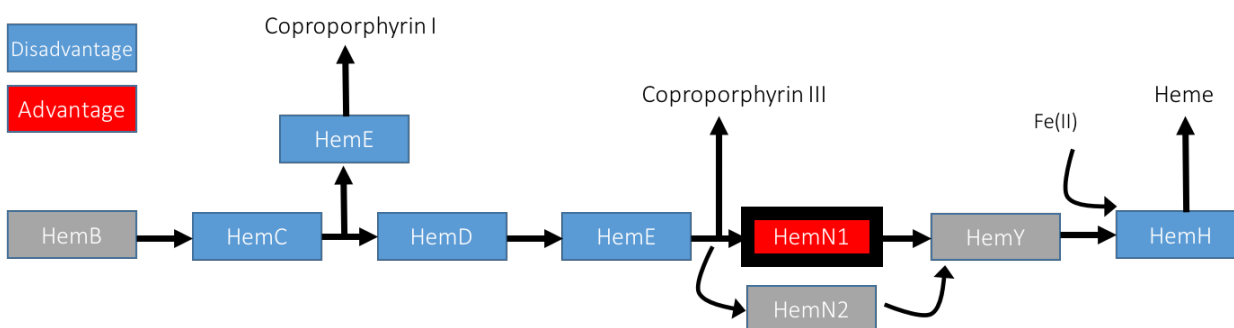 Disadvantage
Advantage
Coproporphyrin I
HemE
Coproporphyrin III
Heme
Fe(II)
HemB
HemC
HemD
HemE
HemN1
HemY
HemH
HemN2